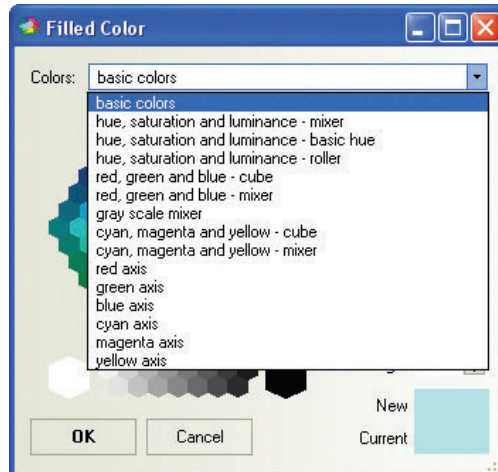 Filled Color
Colors: basic colors
basic colors
hue, saturation and luminance - mixer
hue, saturation and luminance - basic hue
hue, saturation and luminance - roller
red, green and blue - cube
red, green and blue - mixer
gray scale mixer
cyan, magenta and yellow - cube
cyan, magenta and yellow - mixer
red axis
green axis
blue axis
cyan axis
magenta axis
yellow axis
New
OK Cancel Current